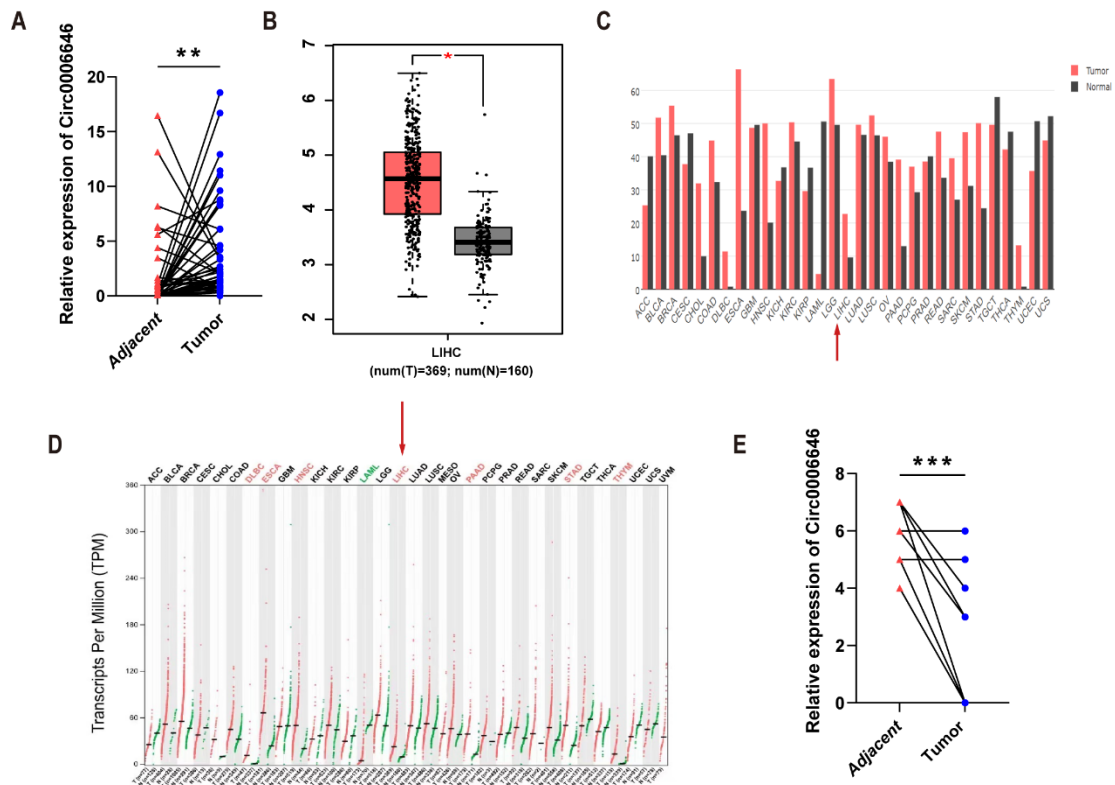 A
**
Relative expression of Circ0006646
20
15
10
5
0
Adjacent
Tumor
B
7
6
5
4
3
2
*
LIHC
(num(T)=369; num(N)=160)
C
Tumor
Normal
60
50
40
30
20
10
0
ACC BLCA BRCA CESC CHOL COAD DLBC ESCA GBM HNSC KICH KIRC KIRP LAML LGG LIHC LUAD LUSC OV PAAD PCPG PRAD READ SARC SKCM STAD TGCT THCA THYM UCEC UCS
D
ACC BLCA BRCA CESC CHOL COAD DLBC ESCA GBM HNSC KICH KIRC KIRP LAML LGG LIHC LUAD LUSC MESO OV PAAD PCPG PRAD READ SARC SKCM STAD TGCT THCA THYM UCEC UCS UVM
Transcripts Per Million (TPM)
360
300
240
180
120
60
0
E
***
Relative expression of Circ0006646
8
6
4
2
0
Adjacent
Tumor